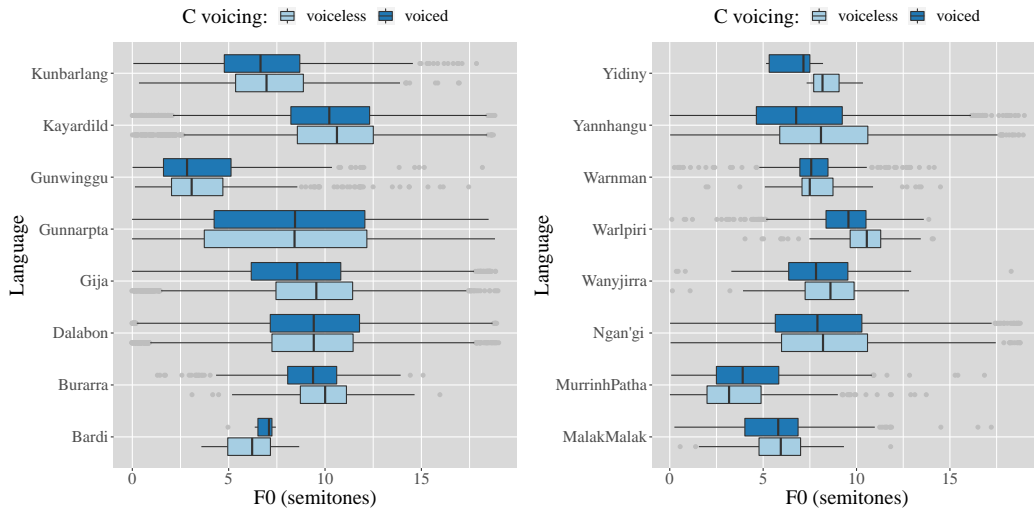 C voicing: voiceless voiced
Language
Kunbarlang
Kayardild
Gunwinggu
Gunnarpta
Gija
Dalabon
Burarra
Bardi
0 5 10 15
F0 (semitones)
C voicing: voiceless voiced
Language
Yidiny
Yannhangu
Warnman
Warlpiri
Wanyjirra
Ngan'gi
MurrinhPatha
MalakMalak
0 5 10 15
F0 (semitones)